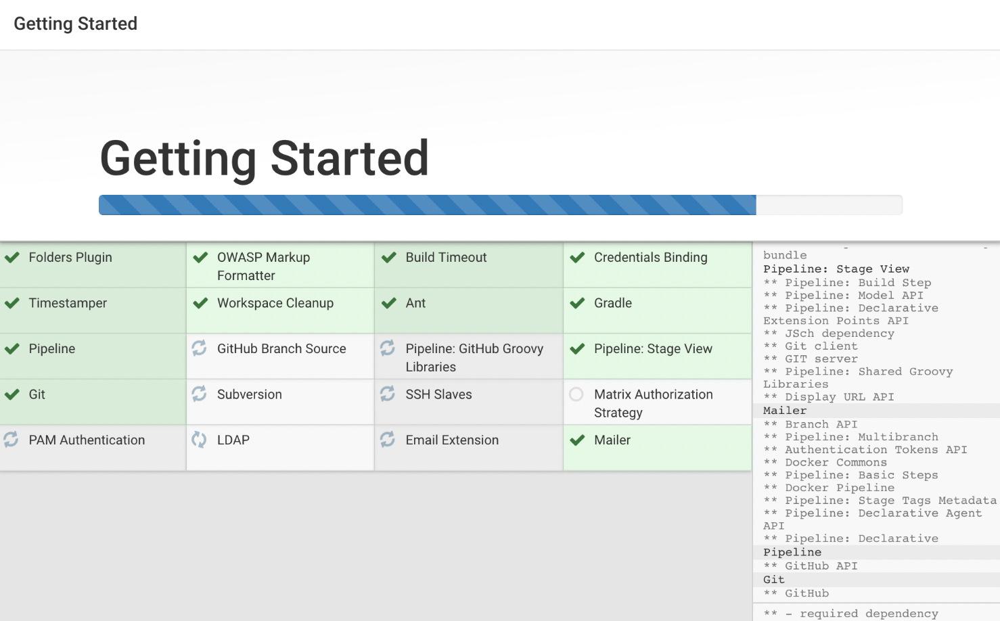 Getting Started
Getting Started
Folders Plugin
OWASP Markup
Formatter
Build Timeout
Credentials Binding
Timestamper
Workspace Cleanup
Ant
Gradle
Pipeline
GitHub Branch Source
Pipeline: GitHub Groovy
Libraries
Pipeline: Stage View
Git
Subversion
SSH Slaves
Matrix Authorization
Strategy
PAM Authentication
LDAP
Email Extension
Mailer
bundle
Pipeline: Stage View
** Pipeline: Build Step
** Pipeline: Model API
** Pipeline: Declarative
Extension Points API
** JSch dependency
** Git client
** GIT server
** Pipeline: Shared Groovy
Libraries
** Display URL API
Mailer
** Branch API
** Pipeline: Multibranch
** Authentication Tokens API
** Docker Commons
** Pipeline: Basic Steps
** Docker Pipeline
** Pipeline: Stage Tags Metadata
** Pipeline: Declarative Agent
API
** Pipeline: Declarative
Pipeline
** GitHub API
Git
** GitHub
** - required dependency